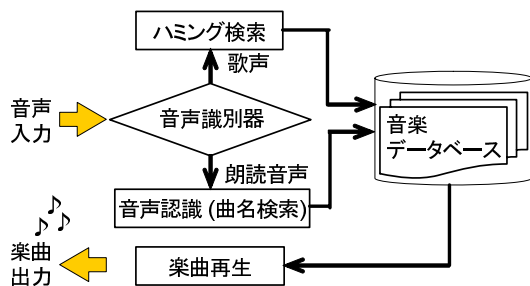 ハミング検索
歌声
音声
入力
音声識別器
音楽
データベース
朗読音声
音声認識 (曲名検索)
楽曲
出力
楽曲再生